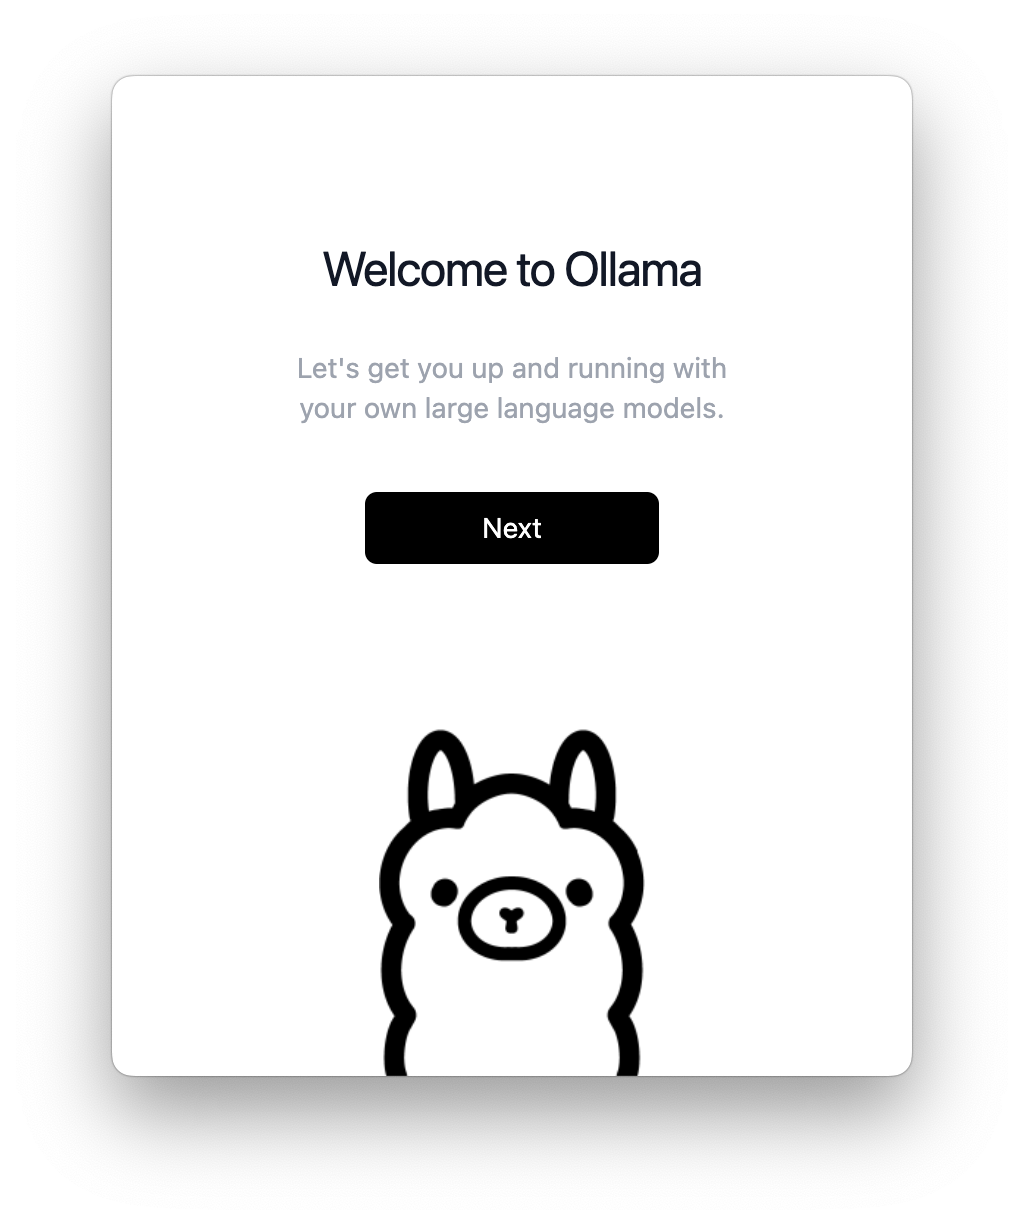 Welcome to Ollama
Let's get you up and running with
your own large language models.
Next